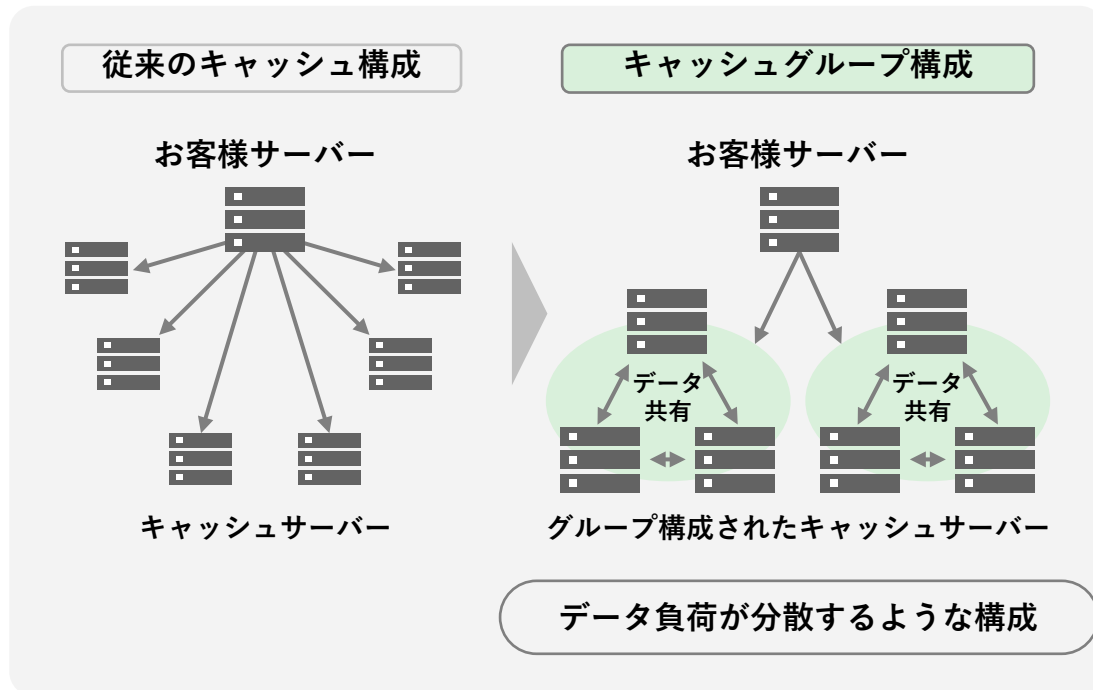 従来のキャッシュ構成
お客様サーバー
キャッシュサーバー
キャッシュグループ構成
お客様サーバー
データ
共有
データ
共有
グループ構成されたキャッシュサーバー
データ負荷が分散するような構成